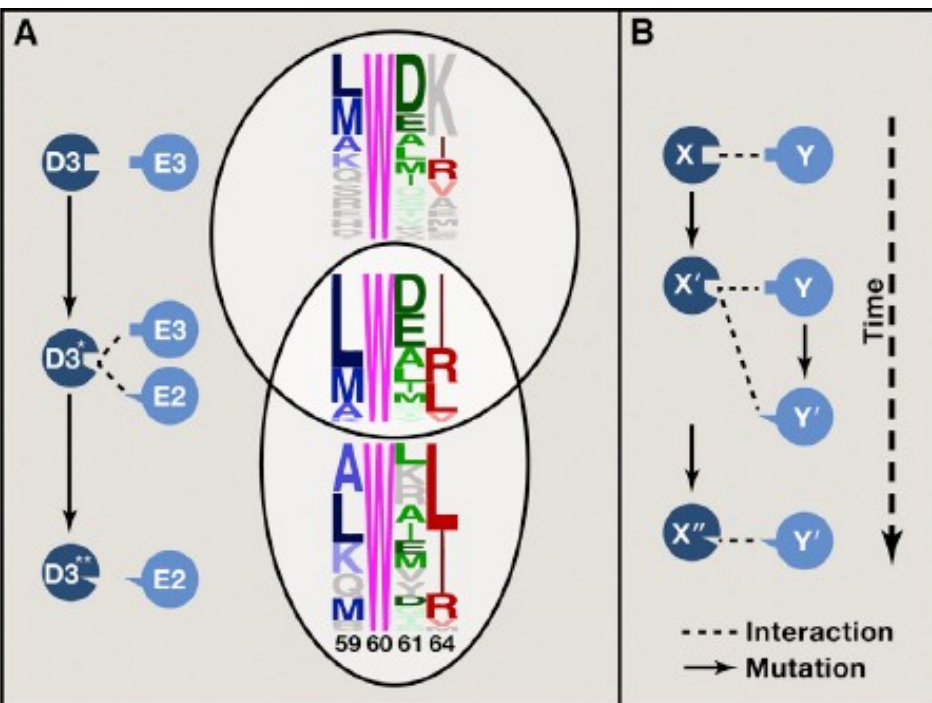 A
B
D3
E3
D3*
E3
E2
D3**
E2
L W D K
M E
A A I
K L R
M V
I A
L W D I
M E R
A A L
L
M
A W L L
L A
K I I
Q E
M M R
D
59 60 61 64
X
Y
X′
Y
Y′
X″
Y′
Time
Interaction
Mutation